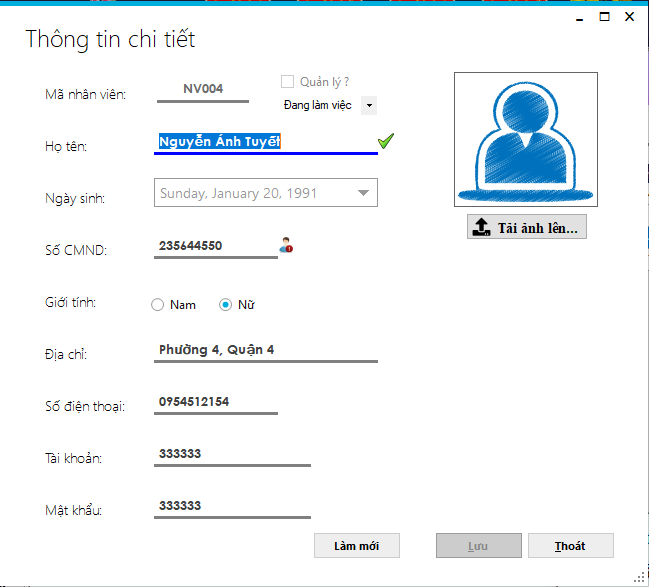 Thông tin chi tiết
Mã nhân viên: NV004
Quản lý ?
Đang làm việc
Họ tên: Nguyễn Ánh Tuyết
Ngày sinh: Sunday, January 20, 1991
Tải ảnh lên...
Số CMND: 235644550
Giới tính: Nam Nữ
Địa chỉ: Phường 4, Quận 4
Số điện thoại: 0954512154
Tài khoản: 333333
Mật khẩu: 333333
Làm mới Lưu Thoát